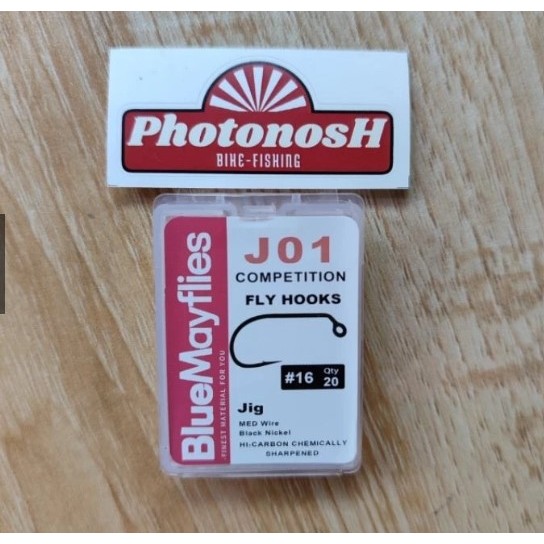 PhotonosH
BIKE-FISHING
BlueMayflies
-FINEST MATERIAL FOR YOU
J01
COMPETITION
FLY HOOKS
#16 Qty 20
Jig
MED Wire
Black Nickel
HI-CARBON CHEMICALLY
SHARPENED